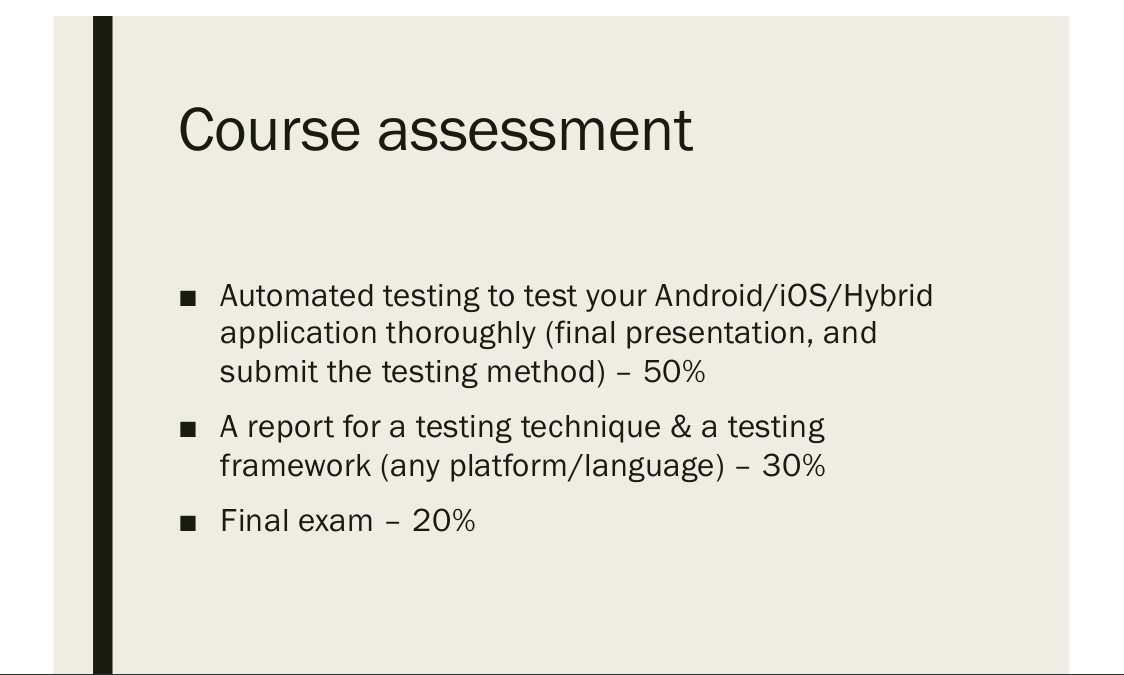 Course assessment
■ Automated testing to test your Android/iOS/Hybrid
application thoroughly (final presentation, and
submit the testing method) – 50%
■ A report for a testing technique & a testing
framework (any platform/language) – 30%
■ Final exam – 20%